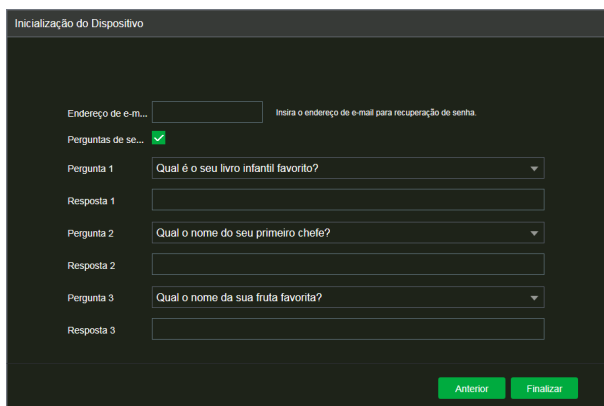 Inicialização do Dispositivo
Endereço de e-m... Insira o endereço de e-mail para recuperação de senha.
Perguntas de se...
Pergunta 1 Qual é o seu livro infantil favorito?
Resposta 1
Pergunta 2 Qual o nome do seu primeiro chefe?
Resposta 2
Pergunta 3 Qual o nome da sua fruta favorita?
Resposta 3
Anterior Finalizar